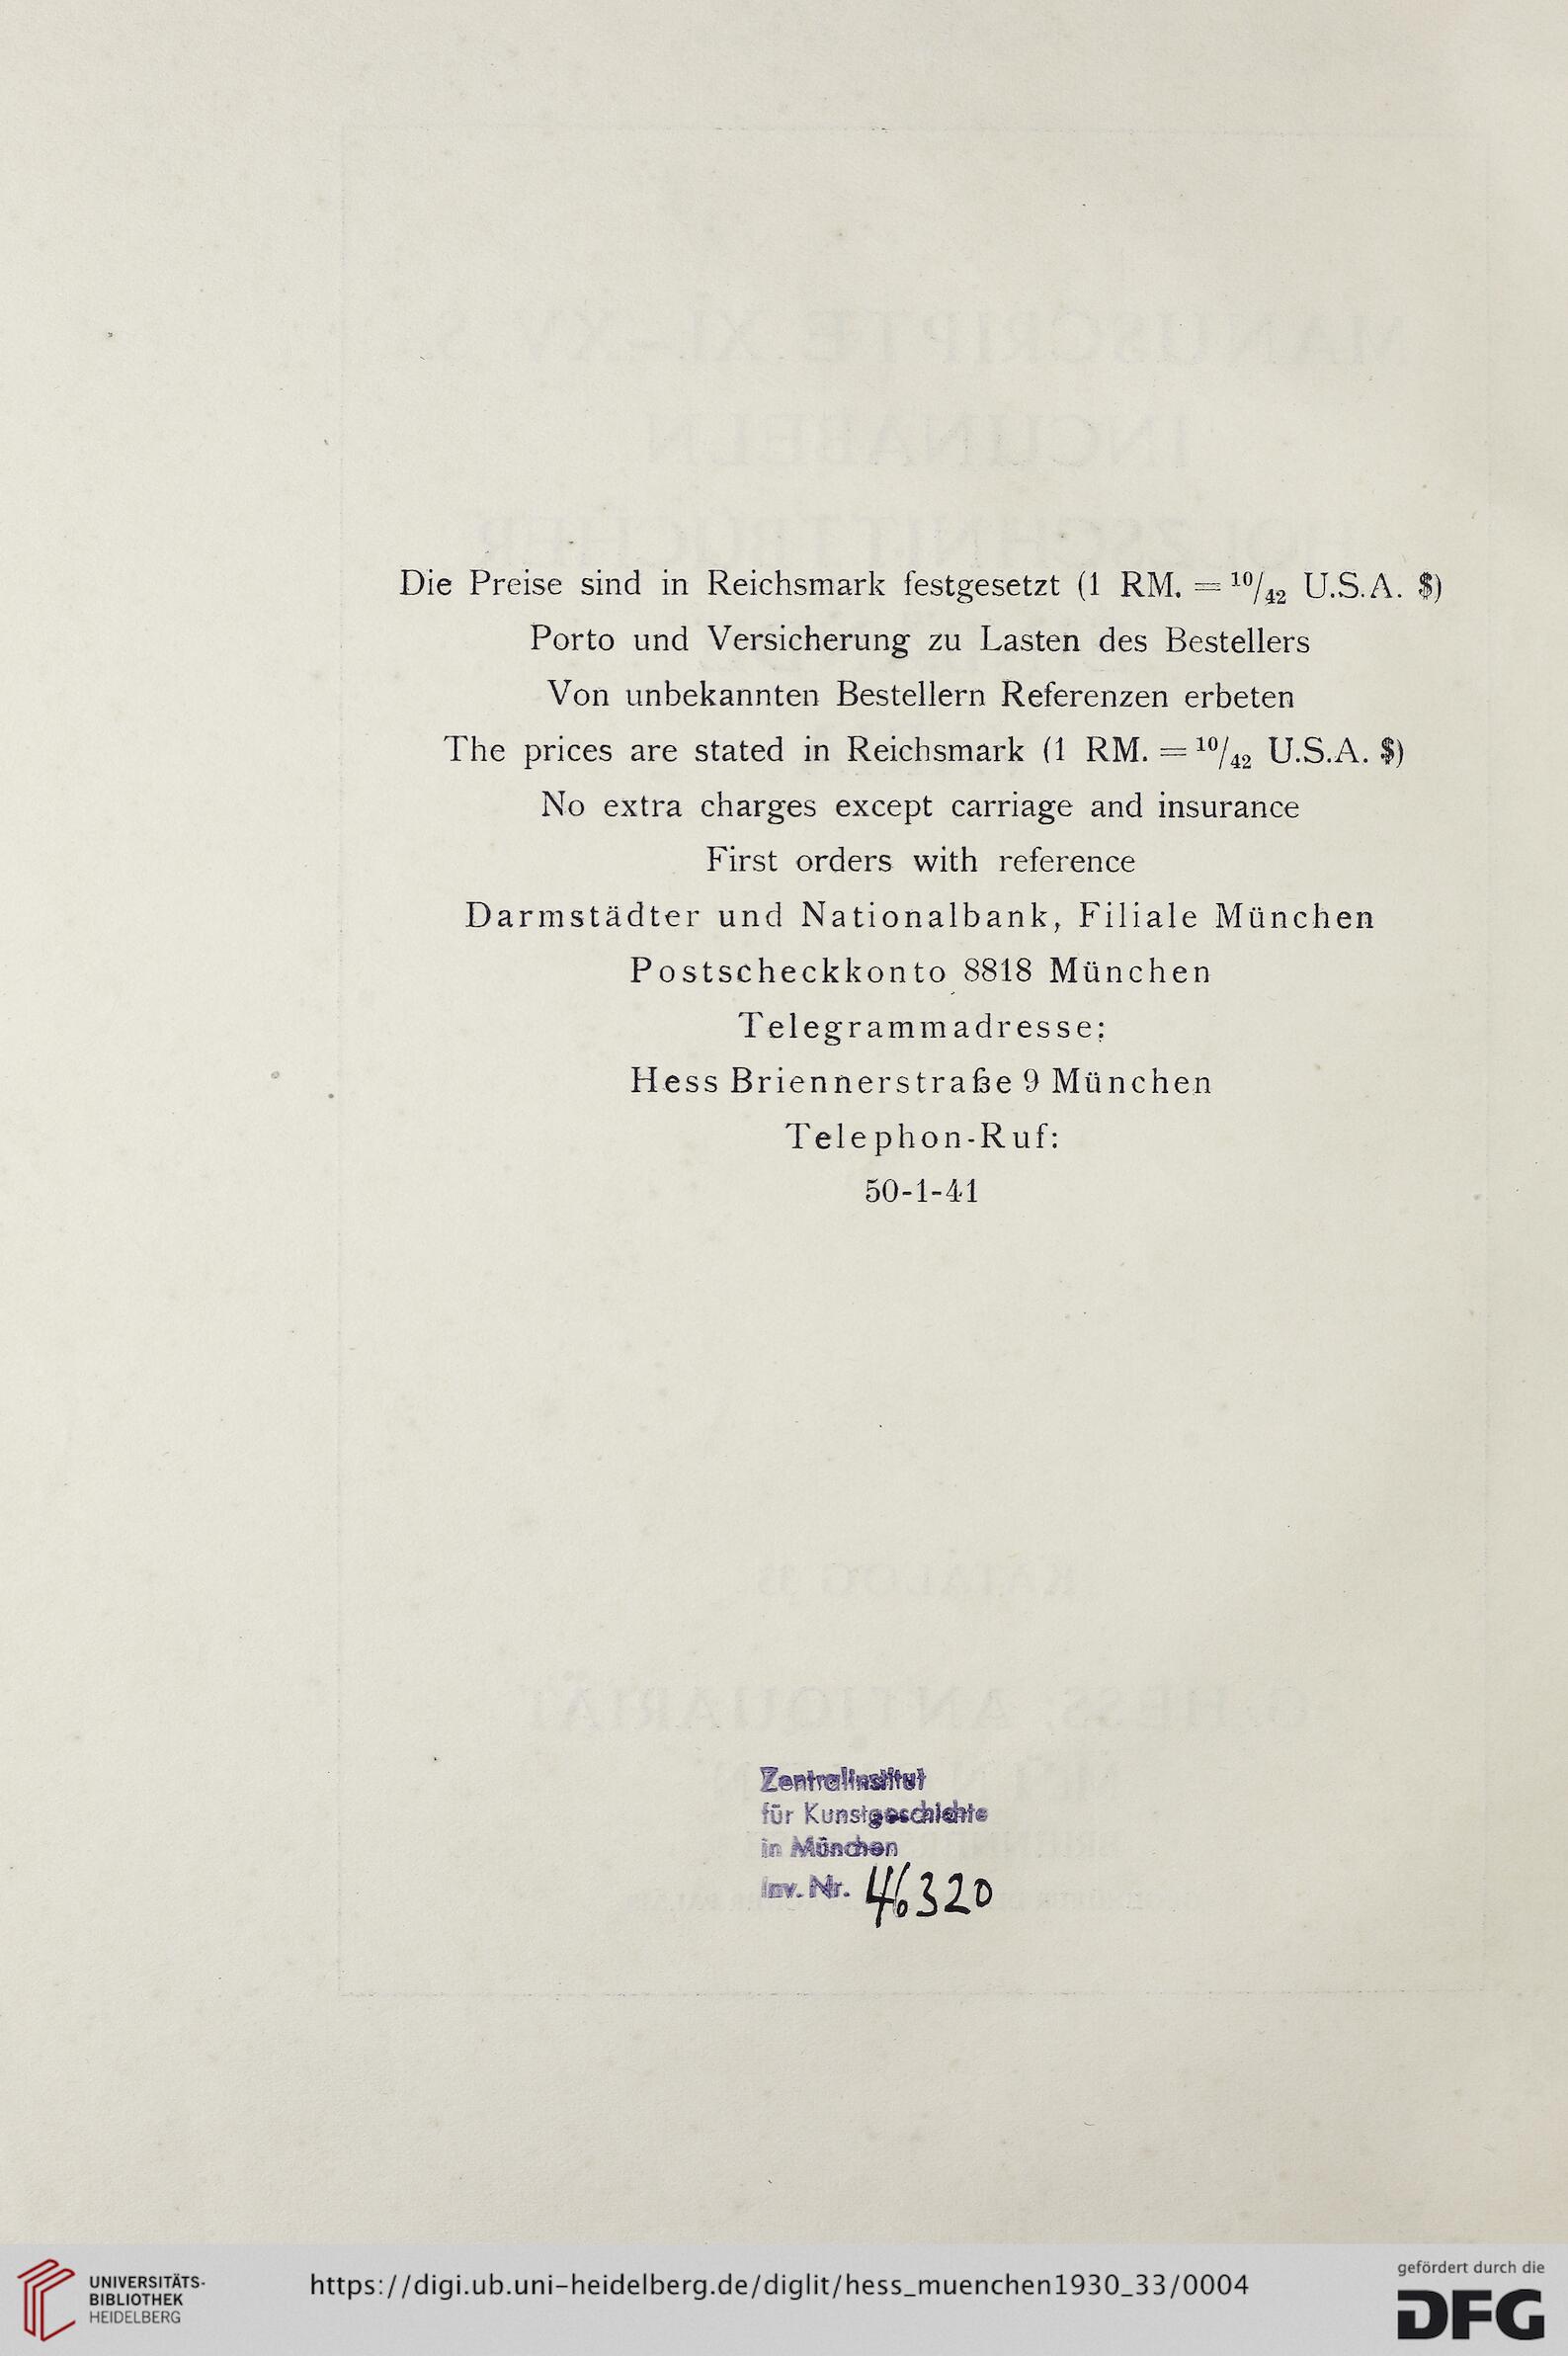 Die Preise sind in Reichsmark festgesetzt (1 RM. = ¹⁰/₄₂ U.S.A. $)
Porto und Versicherung zu Lasten des Bestellers
Von unbekannten Bestellern Referenzen erbeten
The prices are stated in Reichsmark (1 RM. = ¹⁰/₄₂ U.S.A. $)
No extra charges except carriage and insurance
First orders with reference
Darmstädter und Nationalbank, Filiale München
Postscheckkonto 8818 München
Telegrammadresse:
Hess Briennerstraße 9 München
Telephon-Ruf:
50-1-41
Zentralinstitut
für Kunstgeschichte
in München
Inv. Nr. 46320
UNIVERSITÄTS-
BIBLIOTHEK
HEIDELBERG
https://digi.ub.uni-heidelberg.de/diglit/hess_muenchen1930_33/0004
gefördert durch die
DFG